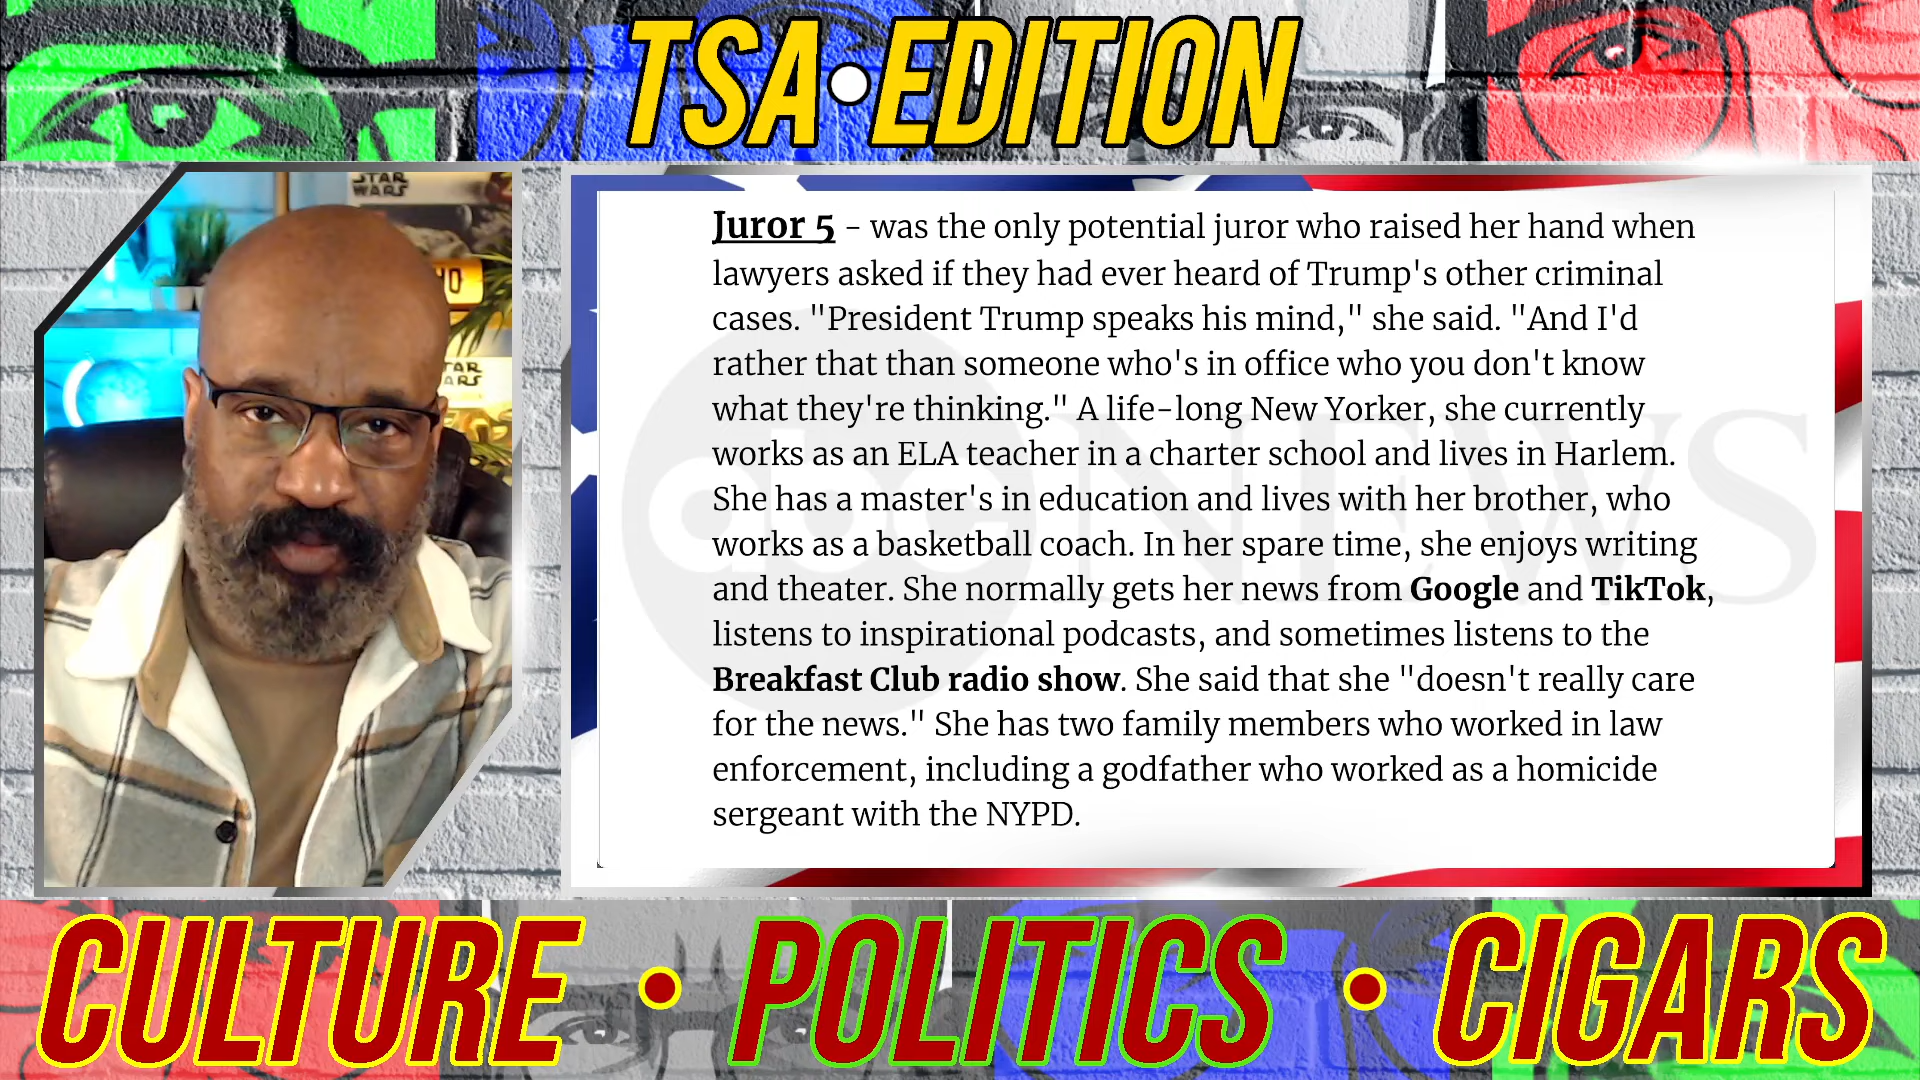 TSA•EDITION
STAR
WARS
Juror 5 - was the only potential juror who raised her hand when
lawyers asked if they had ever heard of Trump's other criminal
cases. "President Trump speaks his mind," she said. "And I'd
rather that than someone who's in office who you don't know
what they're thinking." A life-long New Yorker, she currently
works as an ELA teacher in a charter school and lives in Harlem.
She has a master's in education and lives with her brother, who
works as a basketball coach. In her spare time, she enjoys writing
and theater. She normally gets her news from Google and TikTok,
listens to inspirational podcasts, and sometimes listens to the
Breakfast Club radio show. She said that she "doesn't really care
for the news." She has two family members who worked in law
enforcement, including a godfather who worked as a homicide
sergeant with the NYPD.
abc NEWS
CULTURE • POLITICS • CIGARS